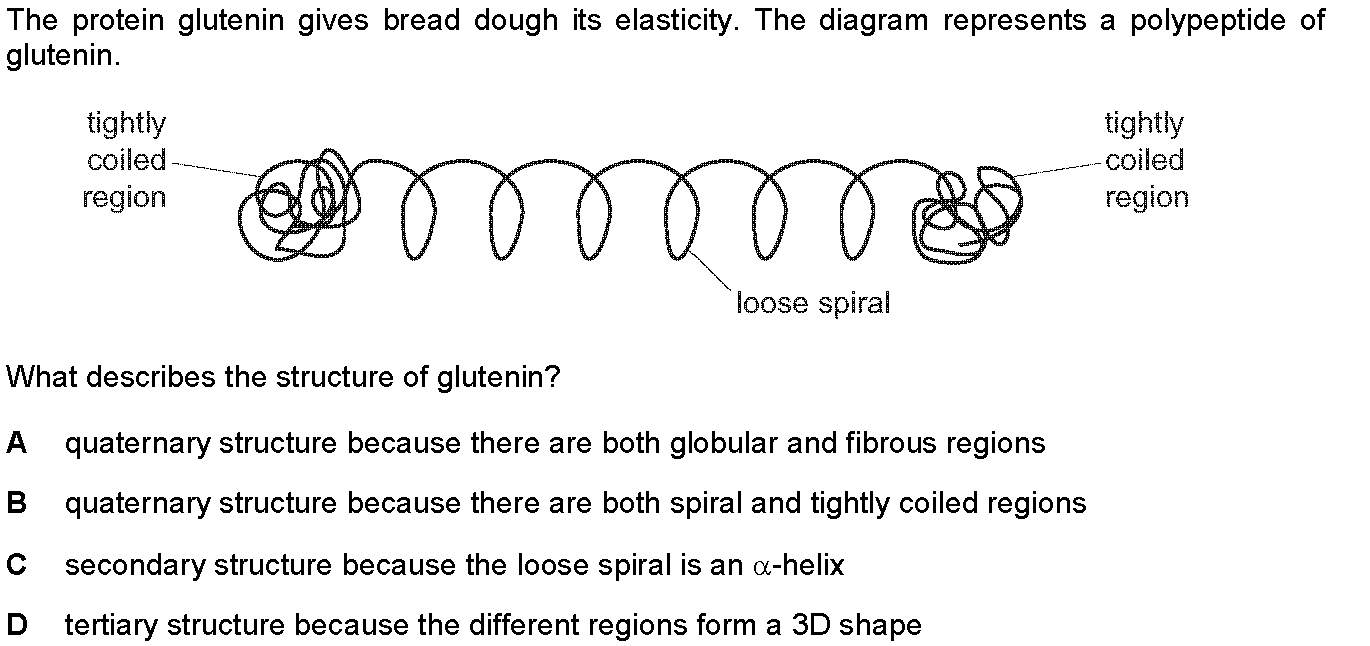 The protein glutenin gives bread dough its elasticity. The diagram represents a polypeptide of
glutenin.
tightly
coiled
region
tightly
coiled
region
loose spiral
What describes the structure of glutenin?
A quaternary structure because there are both globular and fibrous regions
B quaternary structure because there are both spiral and tightly coiled regions
C secondary structure because the loose spiral is an α-helix
D tertiary structure because the different regions form a 3D shape